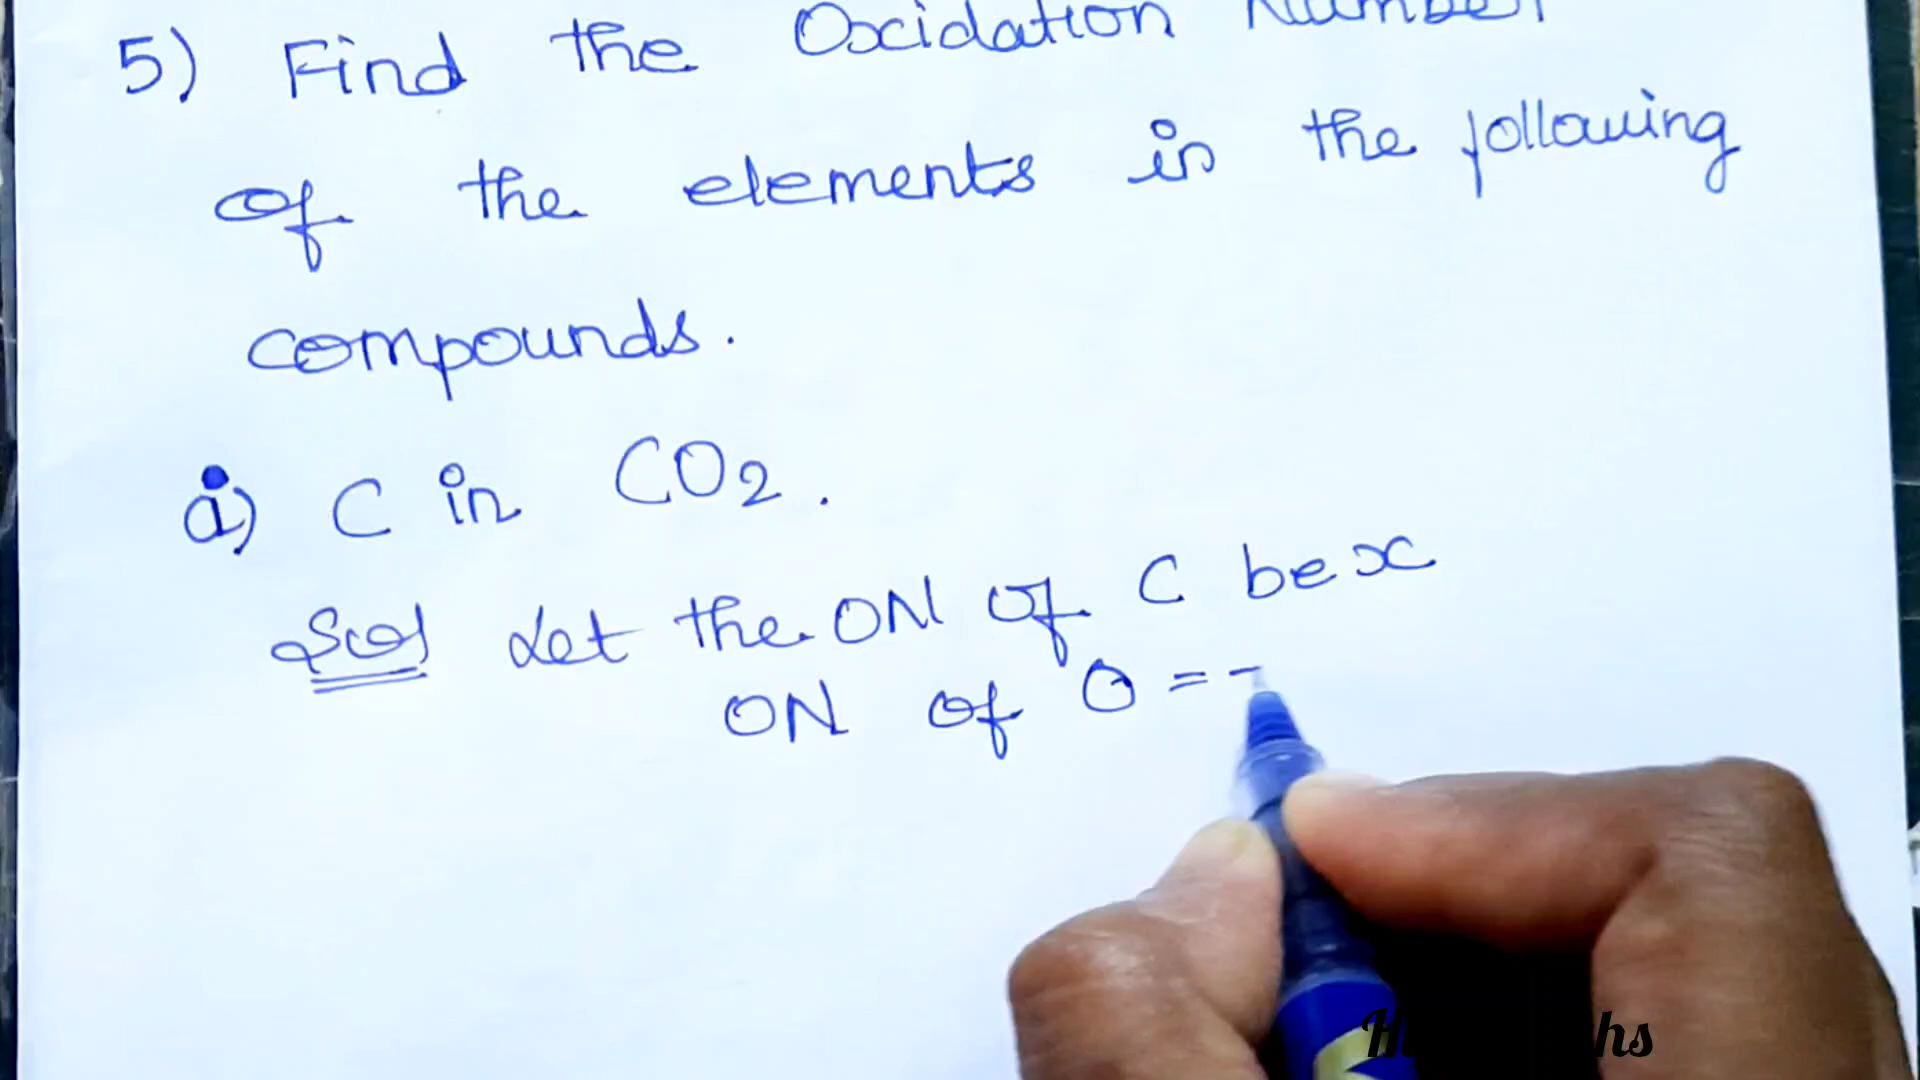 5) Find the Oxidation Number
of the elements in the following
compounds.
a) C in CO2.
Sol Let the ON of C be x
ON of O = -